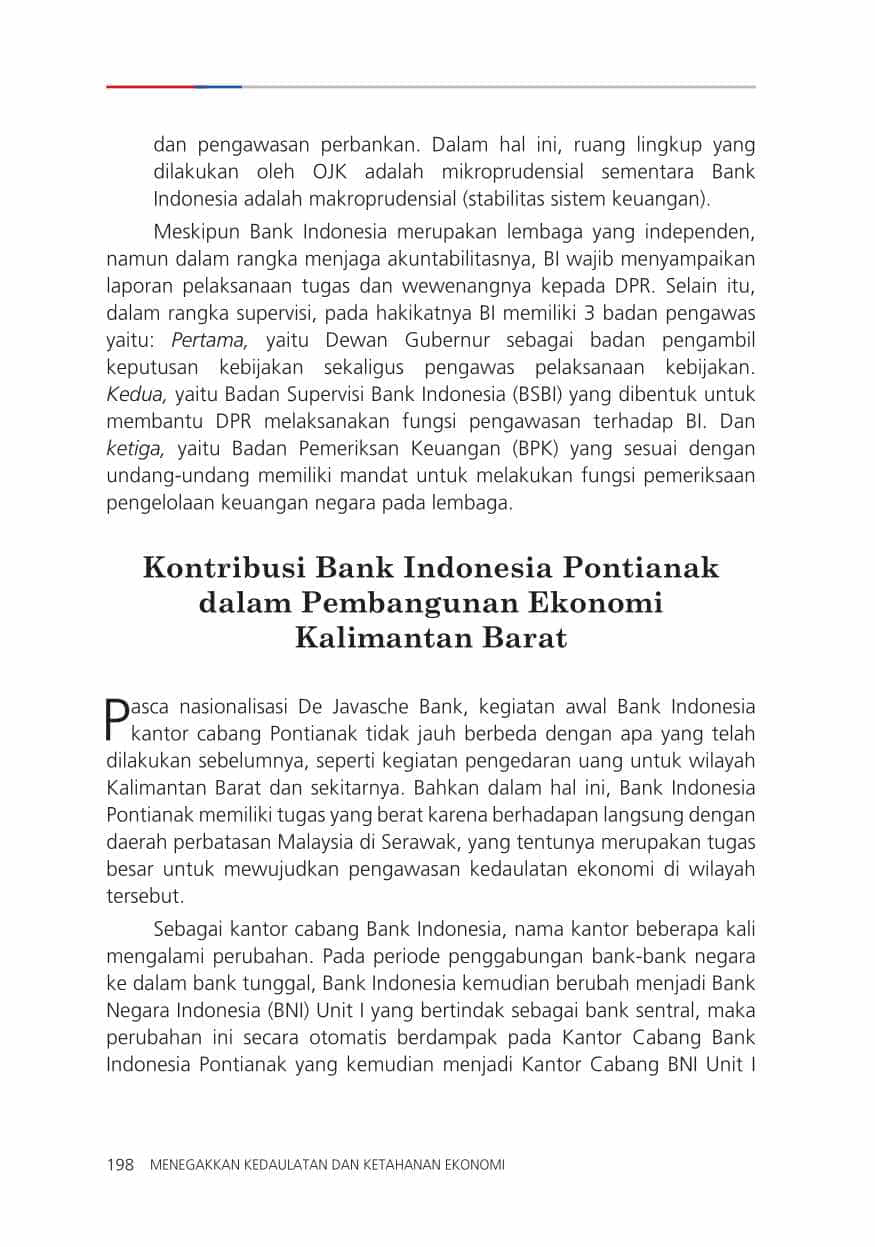 dan pengawasan perbankan. Dalam hal ini, ruang lingkup yang
dilakukan oleh OJK adalah mikroprudensial sementara Bank
Indonesia adalah makroprudensial (stabilitas sistem keuangan).
Meskipun Bank Indonesia merupakan lembaga yang independen,
namun dalam rangka menjaga akuntabilitasnya, BI wajib menyampaikan
laporan pelaksanaan tugas dan wewenangnya kepada DPR. Selain itu,
dalam rangka supervisi, pada hakikatnya BI memiliki 3 badan pengawas
yaitu: Pertama, yaitu Dewan Gubernur sebagai badan pengambil
keputusan kebijakan sekaligus pengawas pelaksanaan kebijakan.
Kedua, yaitu Badan Supervisi Bank Indonesia (BSBI) yang dibentuk untuk
membantu DPR melaksanakan fungsi pengawasan terhadap BI. Dan
ketiga, yaitu Badan Pemeriksan Keuangan (BPK) yang sesuai dengan
undang-undang memiliki mandat untuk melakukan fungsi pemeriksaan
pengelolaan keuangan negara pada lembaga.
Kontribusi Bank Indonesia Pontianak
dalam Pembangunan Ekonomi
Kalimantan Barat
Pasca nasionalisasi De Javasche Bank, kegiatan awal Bank Indonesia
kantor cabang Pontianak tidak jauh berbeda dengan apa yang telah
dilakukan sebelumnya, seperti kegiatan pengedaran uang untuk wilayah
Kalimantan Barat dan sekitarnya. Bahkan dalam hal ini, Bank Indonesia
Pontianak memiliki tugas yang berat karena berhadapan langsung dengan
daerah perbatasan Malaysia di Serawak, yang tentunya merupakan tugas
besar untuk mewujudkan pengawasan kedaulatan ekonomi di wilayah
tersebut.
Sebagai kantor cabang Bank Indonesia, nama kantor beberapa kali
mengalami perubahan. Pada periode penggabungan bank-bank negara
ke dalam bank tunggal, Bank Indonesia kemudian berubah menjadi Bank
Negara Indonesia (BNI) Unit I yang bertindak sebagai bank sentral, maka
perubahan ini secara otomatis berdampak pada Kantor Cabang Bank
Indonesia Pontianak yang kemudian menjadi Kantor Cabang BNI Unit I
198 MENEGAKKAN KEDAULATAN DAN KETAHANAN EKONOMI